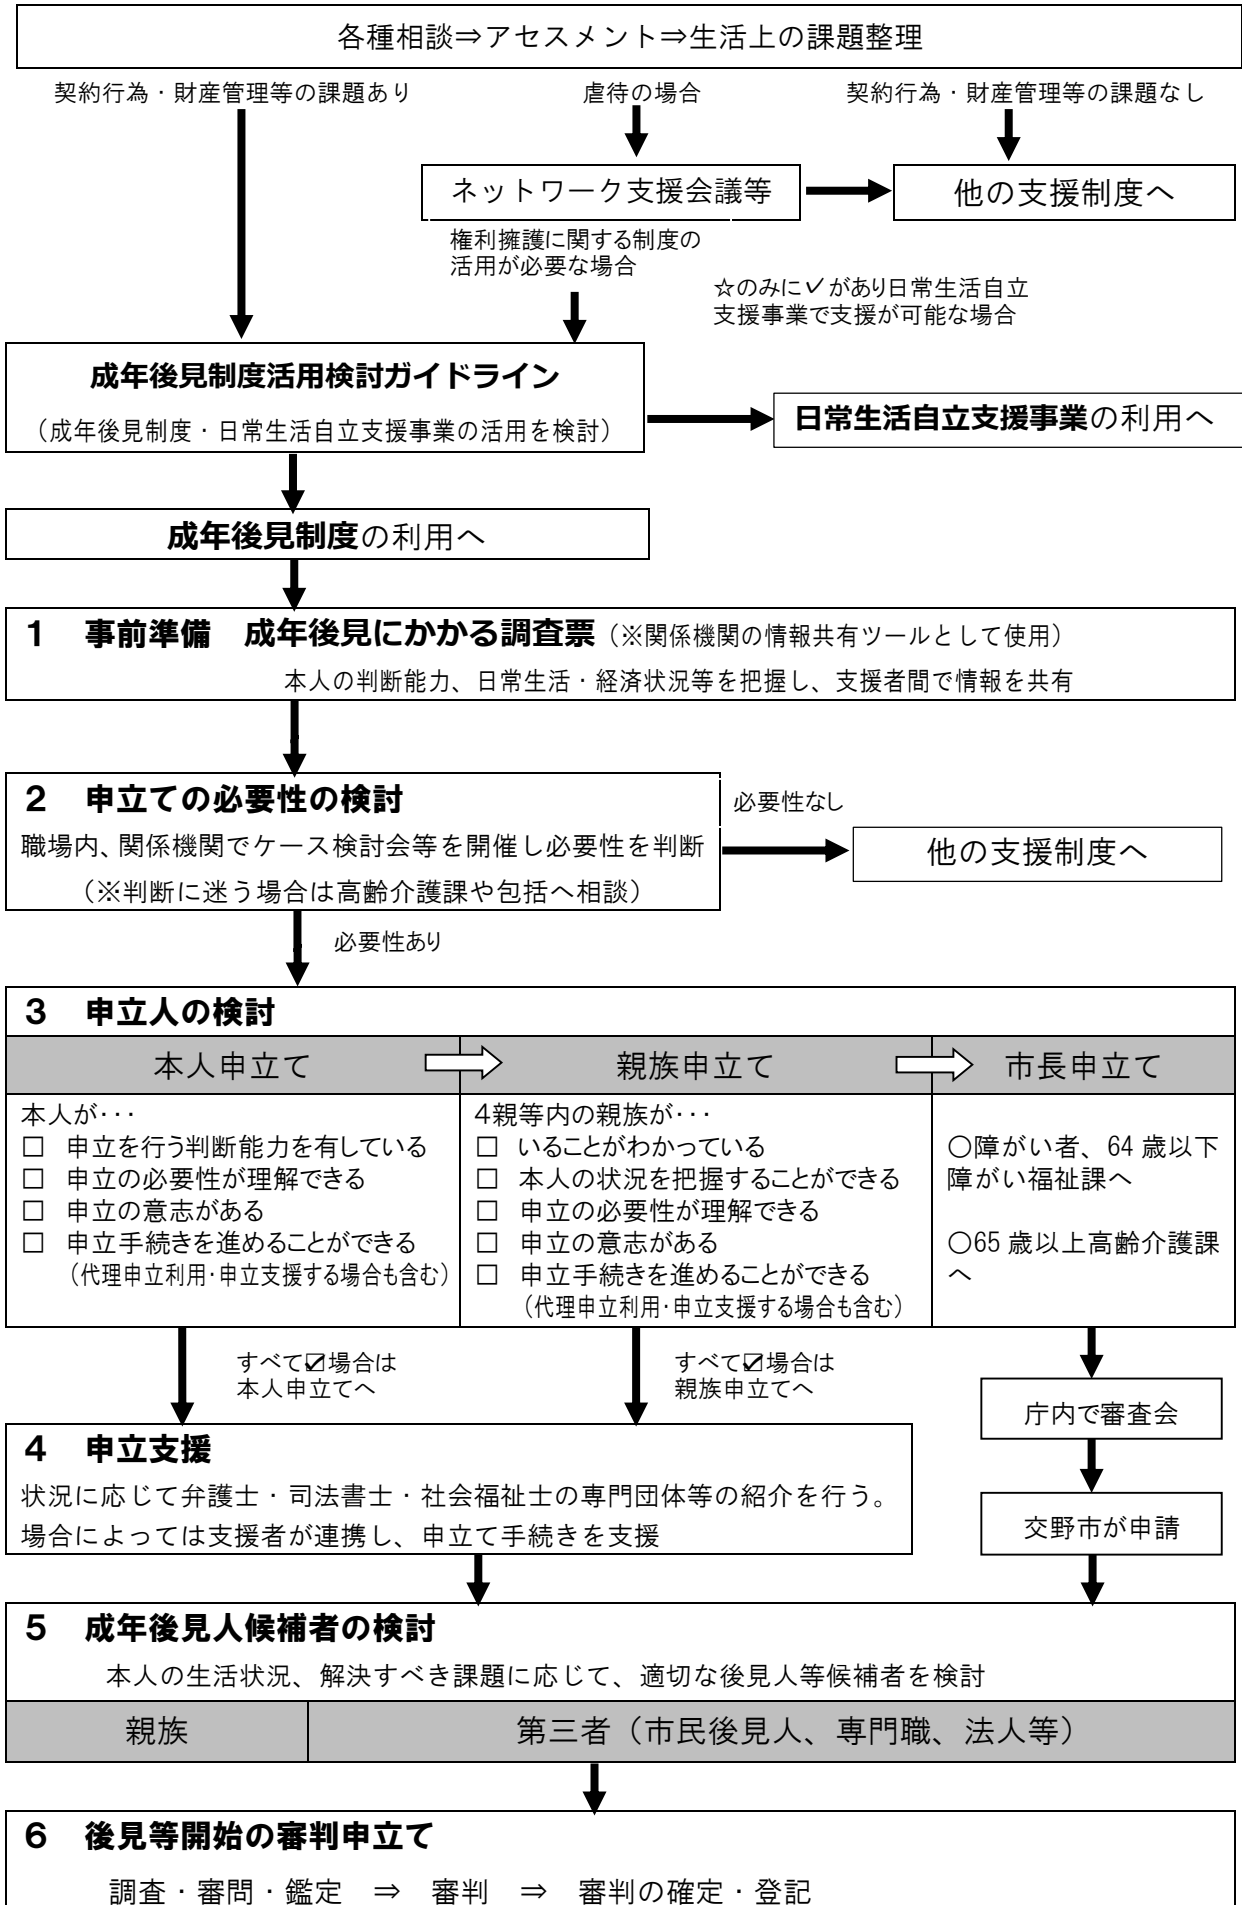 各種相談⇒アセスメント⇒生活上の課題整理
契約行為・財産管理等の課題あり
虐待の場合
契約行為・財産管理等の課題なし
ネットワーク支援会議等
他の支援制度へ
権利擁護に関する制度の
活用が必要な場合
☆のみに✓があり日常生活自立
支援事業で支援が可能な場合
成年後見制度活用検討ガイドライン
（成年後見制度・日常生活自立支援事業の活用を検討）
日常生活自立支援事業の利用へ
成年後見制度の利用へ
１　事前準備　成年後見にかかる調査票（※関係機関の情報共有ツールとして使用）
本人の判断能力、日常生活・経済状況等を把握し、支援者間で情報を共有
２　申立ての必要性の検討
職場内、関係機関でケース検討会等を開催し必要性を判断
（※判断に迷う場合は高齢介護課や包括へ相談）
必要性なし
他の支援制度へ
必要性あり
３　申立人の検討
本人申立て
親族申立て
市長申立て
本人が･･･
□　申立を行う判断能力を有している
□　申立の必要性が理解できる
□　申立の意志がある
□　申立手続きを進めることができる
（代理申立利用･申立支援する場合も含む）
4親等内の親族が･･･
□　いることがわかっている
□　本人の状況を把握することができる
□　申立の必要性が理解できる
□　申立の意志がある
□　申立手続きを進めることができる
（代理申立利用･申立支援する場合も含む）
〇障がい者、64歳以下
障がい福祉課へ
〇65歳以上高齢介護課
へ
すべて☑場合は
本人申立てへ
すべて☑場合は
親族申立てへ
庁内で審査会
交野市が申請
４　申立支援
状況に応じて弁護士・司法書士・社会福祉士の専門団体等の紹介を行う。
場合によっては支援者が連携し、申立て手続きを支援
５　成年後見人候補者の検討
本人の生活状況、解決すべき課題に応じて、適切な後見人等候補者を検討
親族
第三者（市民後見人、専門職、法人等）
６　後見等開始の審判申立て
調査・審問・鑑定　⇒　審判　⇒　審判の確定・登記